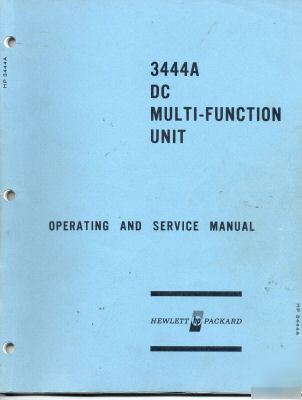 HP 3444A
3444A
DC
MULTI-FUNCTION
UNIT
OPERATING AND SERVICE MANUAL
HEWLETT hp PACKARD
HP 3444A